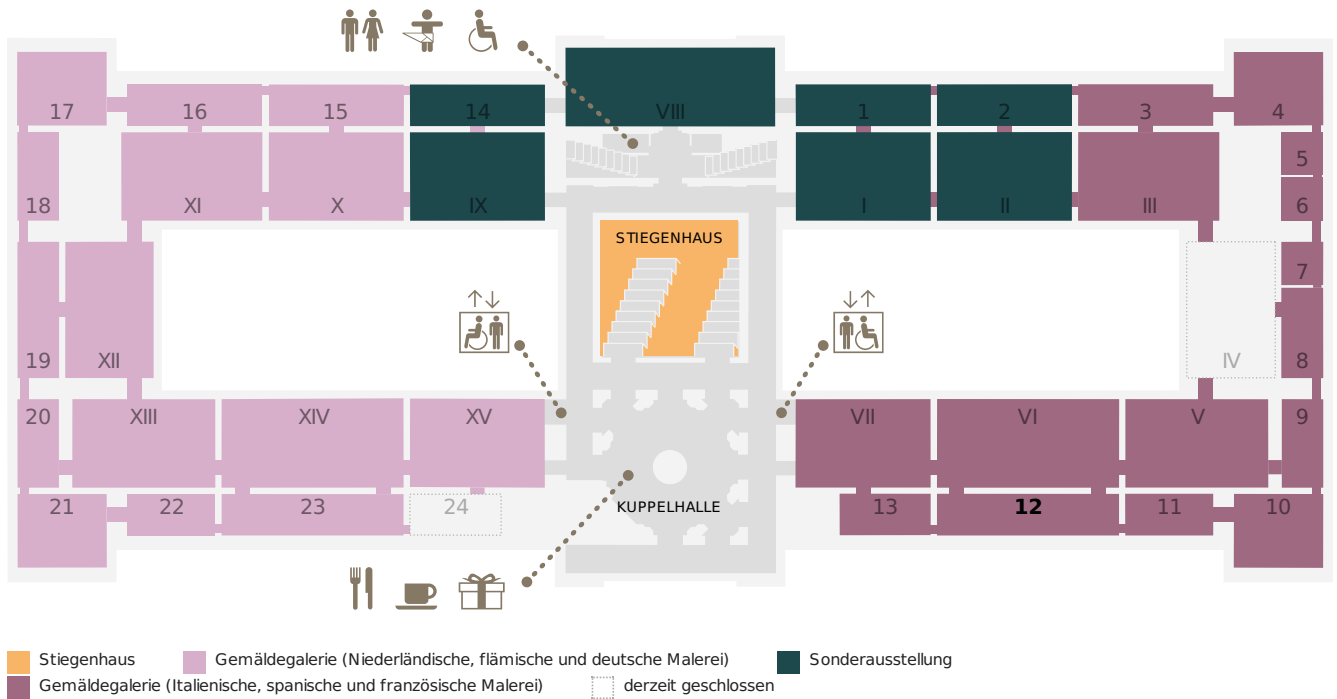 17 16 15 14 VIII 1 2 3 4
5
18 XI X IX I II III 6
STIEGENHAUS
7
19 XII IV 8
20 XIII XIV XV VII VI V 9
21 22 23 24 KUPPELHALLE 13 12 11 10
Stiegenhaus Gemäldegalerie (Niederländische, flämische und deutsche Malerei) Sonderausstellung
Gemäldegalerie (Italienische, spanische und französische Malerei) derzeit geschlossen